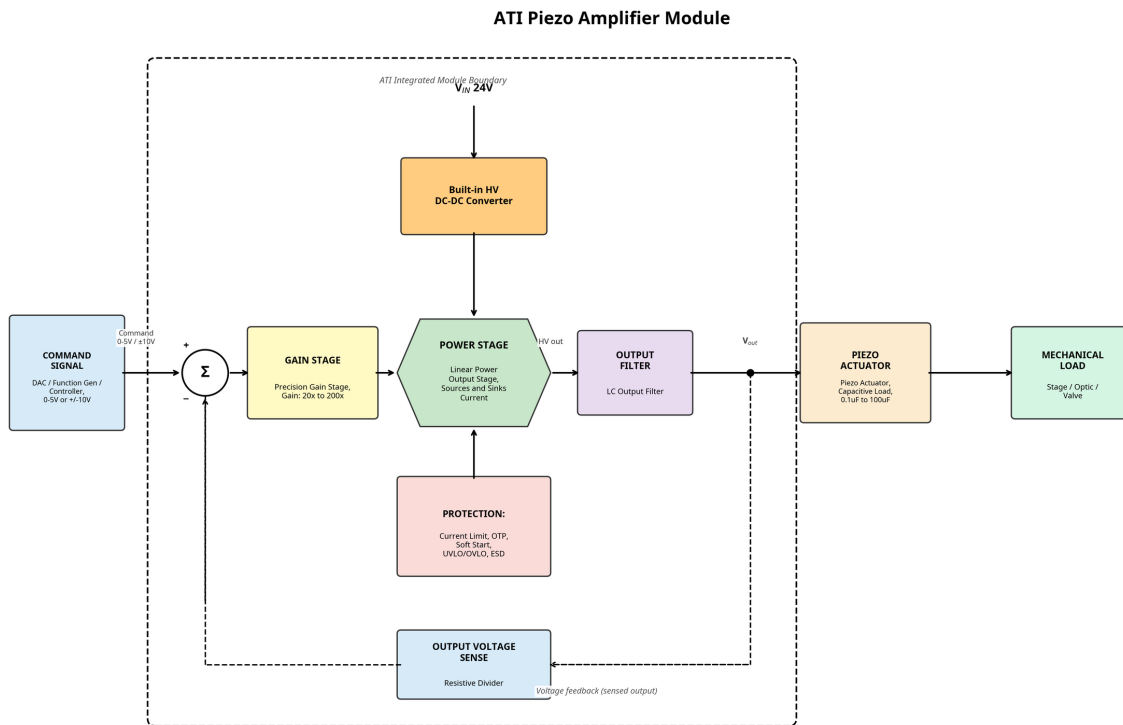 ATI Piezo Amplifier Module
ATI Integrated Module Boundary
VIN 24V
Built-in HV
DC-DC Converter
COMMAND
SIGNAL
DAC / Function Gen /
Controller,
0-5V or +/-10V
Command
0-5V / ±10V
+
Σ
−
GAIN STAGE
Precision Gain Stage,
Gain: 20x to 200x
POWER STAGE
Linear Power
Output Stage,
Sources and Sinks
Current
HV out
OUTPUT
FILTER
LC Output Filter
Vout
PIEZO
ACTUATOR
Piezo Actuator,
Capacitive Load,
0.1uF to 100uF
MECHANICAL
LOAD
Stage / Optic /
Valve
PROTECTION:
Current Limit, OTP,
Soft Start,
UVLO/OVLO, ESD
OUTPUT VOLTAGE
SENSE
Resistive Divider
Voltage feedback (sensed output)